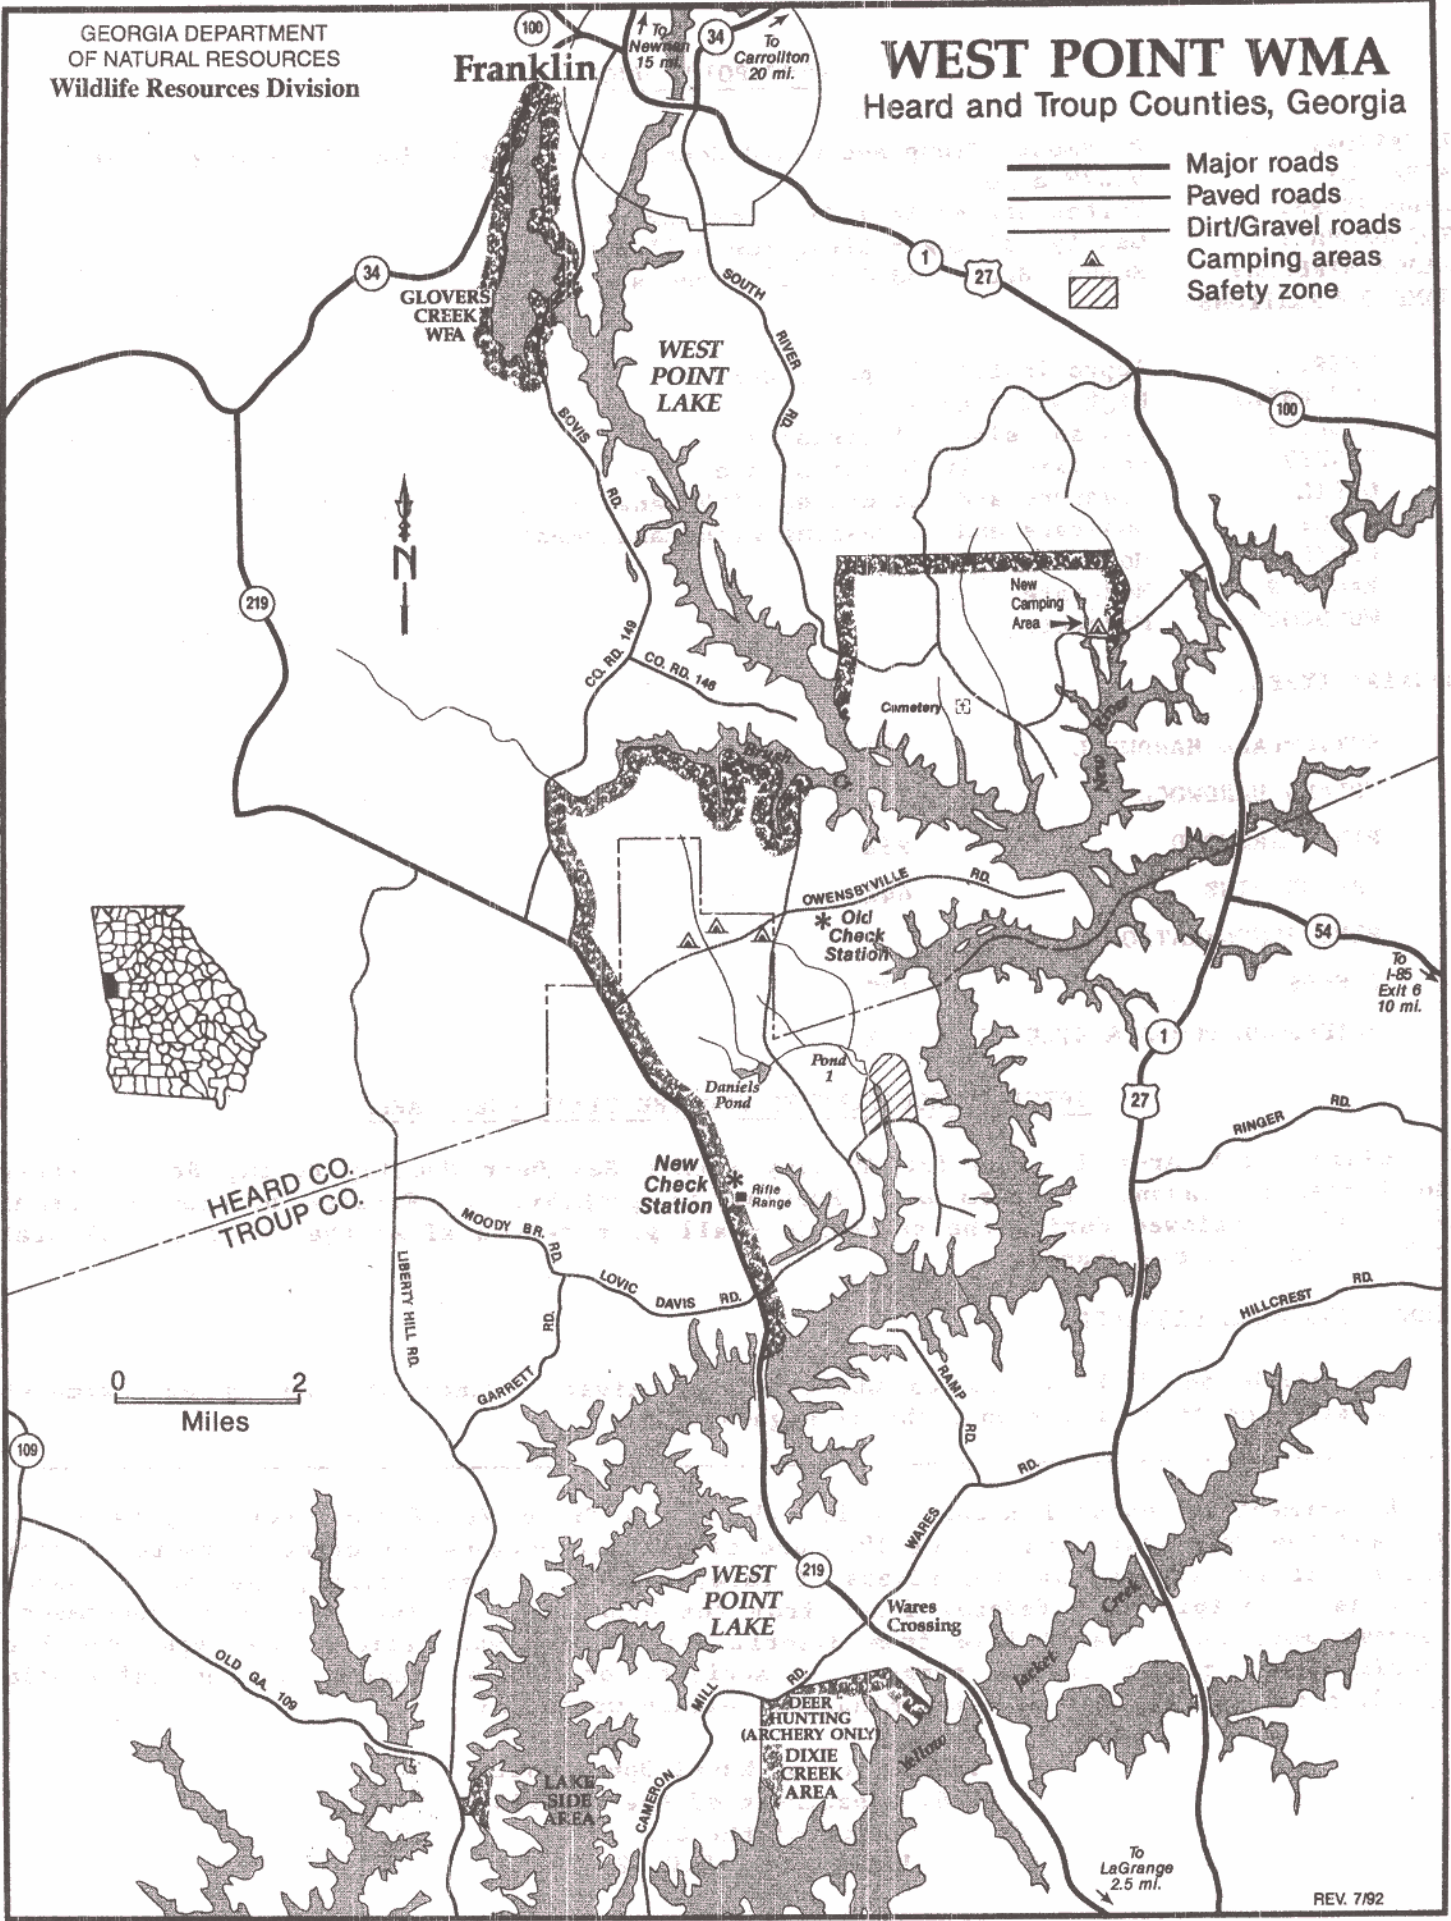 GEORGIA DEPARTMENT
OF NATURAL RESOURCES
Wildlife Resources Division
WEST POINT WMA
Heard and Troup Counties, Georgia
Major roads
Paved roads
Dirt/Gravel roads
Camping areas
Safety zone
100
Franklin
To
Newnan
15 mi.
34
To
Carrollton
20 mi.
34
GLOVERS
CREEK
WFA
1
27
SOUTH
RIVER
RD.
WEST
POINT
LAKE
100
BOVIS
RD.
N
219
New
Camping
Area
CO. RD. 149
CO. RD. 146
Cemetery
New River
Brush
Cr.
OWENSBYVILLE RD.
Old
Check
Station
54
To
I-85
Exit 6
10 mi.
1
27
Pond
1
Daniels
Pond
RINGER RD.
HEARD CO.
TROUP CO.
New
Check
Station
Rifle
Range
MOODY BR. RD.
LIBERTY HILL RD.
LOVIC DAVIS RD.
GARRETT RD.
HILLCREST RD.
0 2
Miles
RAMP RD.
109
WARES RD.
219
WEST
POINT
LAKE
Wares
Crossing
Jacket Creek
OLD GA. 109
MILL RD.
CAMERON
DEER
HUNTING
(ARCHERY ONLY)
DIXIE
CREEK
AREA
Yellow
LAKE
SIDE
AREA
To
LaGrange
2.5 mi.
REV. 7/92